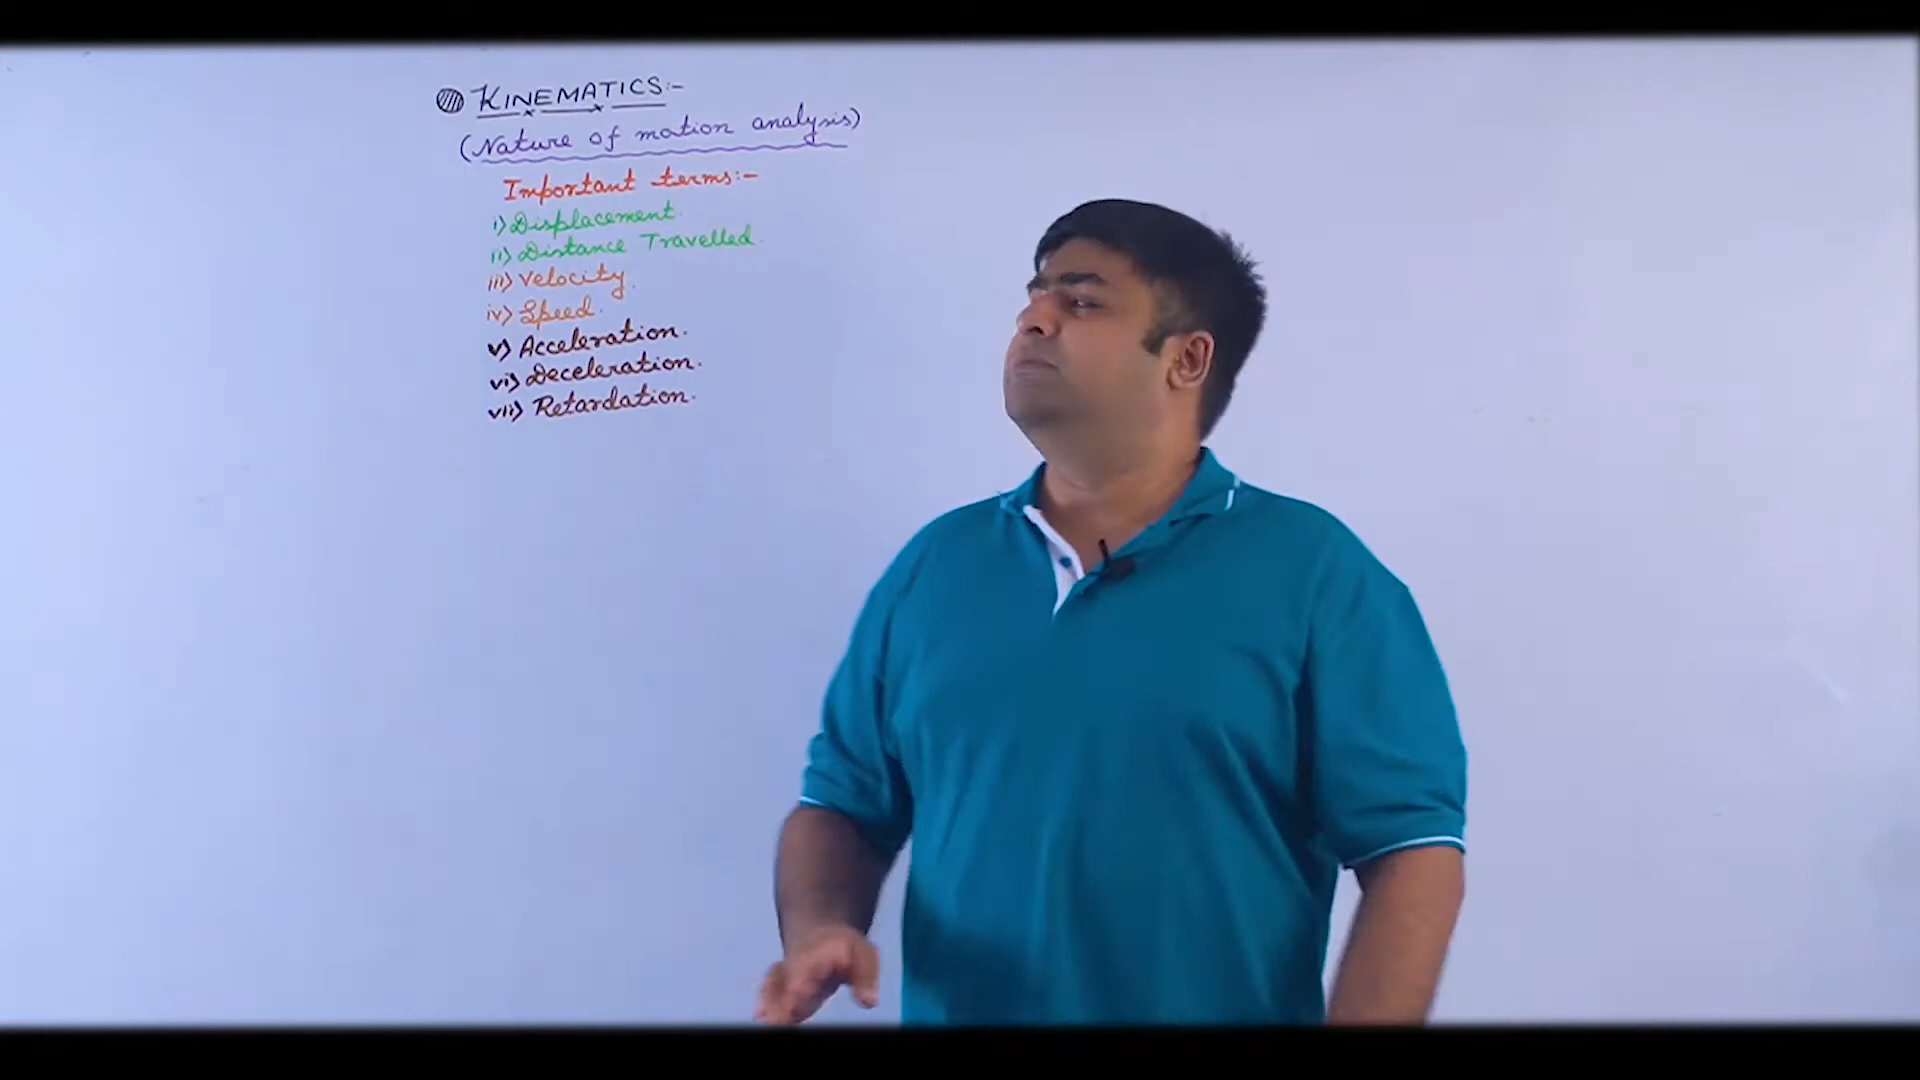 KINEMATICS:-
(Nature of motion analysis)
Important terms:-
i) Displacement.
ii) Distance Travelled.
iii) Velocity.
iv) Speed.
v) Acceleration.
vi) Deceleration.
vii) Retardation.